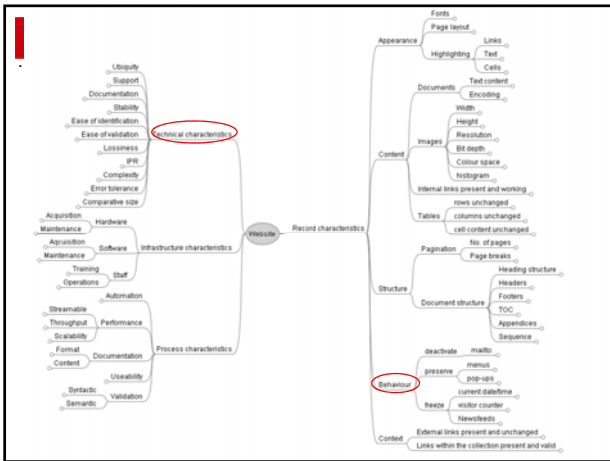 Ubiquity
Support
Documentation
Stability
Ease of identification
Ease of validation
Lossiness
IPR
Complexity
Error tolerance
Comparative size
Technical characteristics
Acquisition
Maintenance
Hardware
Aqcuisition
Maintenance
Software
Training
Operations
Staff
Infrastructure characteristics
Automation
Streamable
Throughput
Scalability
Performance
Format
Content
Documentation
Useability
Syntactic
Semantic
Validation
Process characteristics
Website
Record characteristics
Appearance
Fonts
Page layout
Highlighting
Links
Text
Cells
Content
Documents
Text content
Encoding
Images
Width
Height
Resolution
Bit depth
Colour space
histogram
Internal links present and working
Tables
rows unchanged
columns unchanged
cell content unchanged
Structure
Pagination
No. of pages
Page breaks
Document structure
Heading structure
Headers
Footers
TOC
Appendices
Sequence
Behaviour
deactivate
mailto:
preserve
menus
pop-ups
freeze
current date/time
visitor counter
Newsfeeds
Context
External links present and unchanged
Links within the collection present and valid